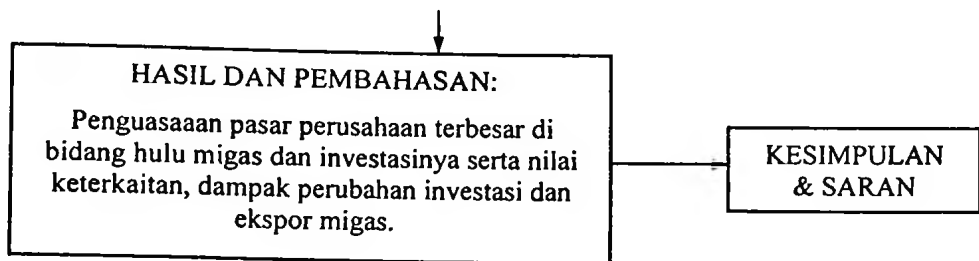 HASIL DAN PEMBAHASAN:
Penguasaaan pasar perusahaan terbesar di
bidang hulu migas dan investasinya serta nilai
keterkaitan, dampak perubahan investasi dan
ekspor migas.
KESIMPULAN
& SARAN